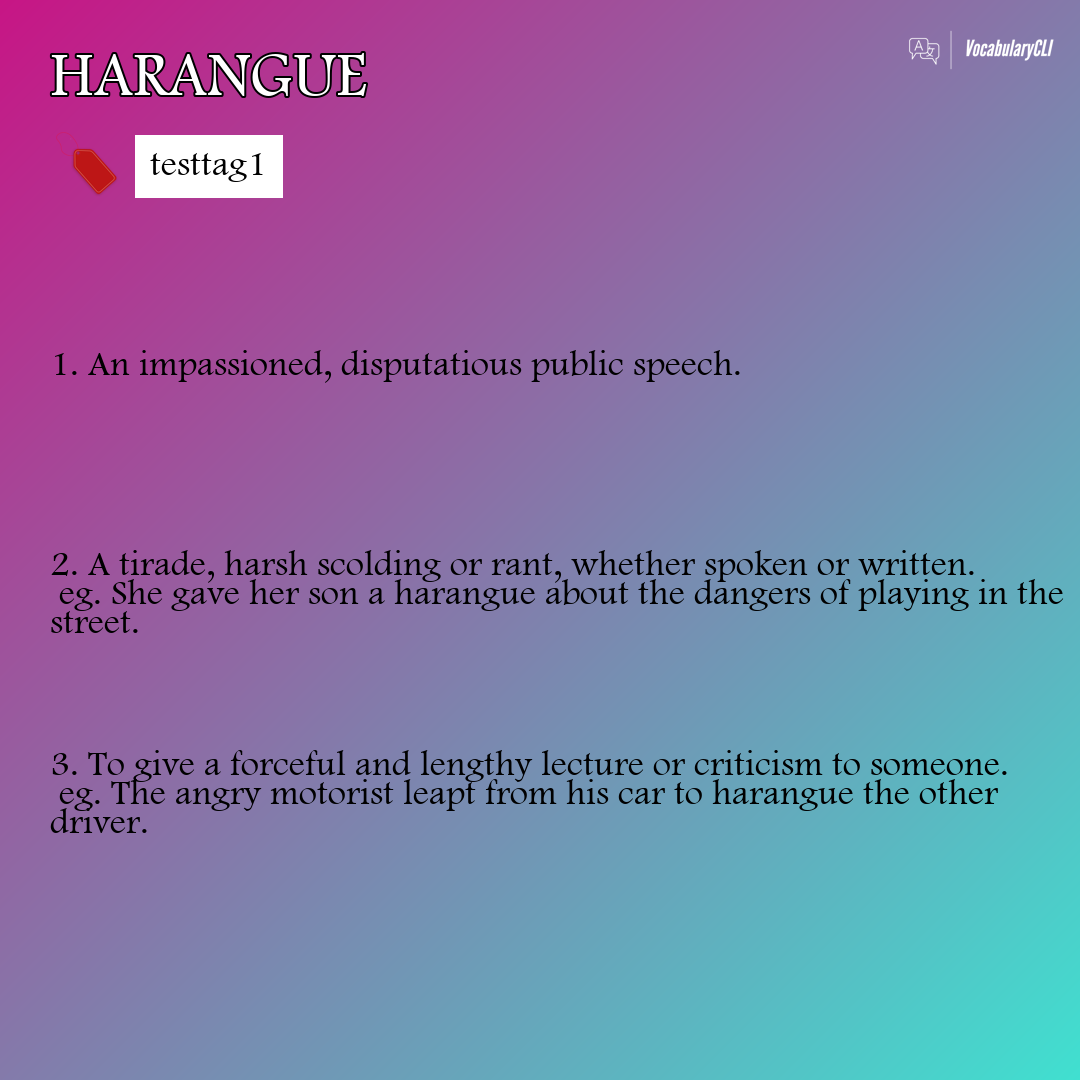 HARANGUE
VocabularyCLI
testtag1
1. An impassioned, disputatious public speech.
2. A tirade, harsh scolding or rant, whether spoken or written.
eg. She gave her son a harangue about the dangers of playing in the
street.
3. To give a forceful and lengthy lecture or criticism to someone.
eg. The angry motorist leapt from his car to harangue the other
driver.